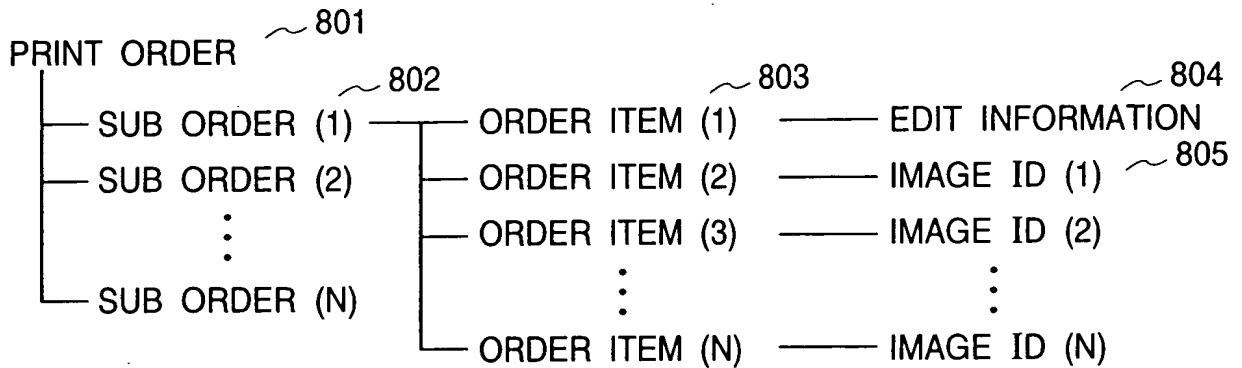 801
PRINT ORDER
802
803
804
SUB ORDER (1)
ORDER ITEM (1)
EDIT INFORMATION
805
SUB ORDER (2)
ORDER ITEM (2)
IMAGE ID (1)
ORDER ITEM (3)
IMAGE ID (2)
SUB ORDER (N)
ORDER ITEM (N)
IMAGE ID (N)